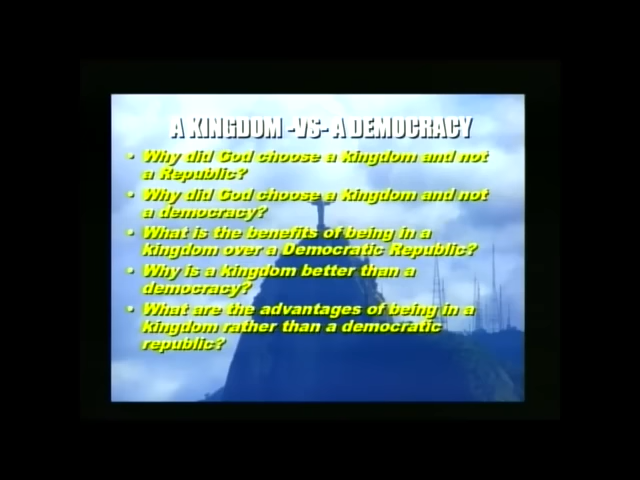 A KINGDOM -VS- A DEMOCRACY
• Why did God choose a kingdom and not
a Republic?
• Why did God choose a kingdom and not
a democracy?
• What is the benefits of being in a
kingdom over a Democratic Republic?
• Why is a kingdom better than a
democracy?
• What are the advantages of being in a
kingdom rather than a democratic
republic?